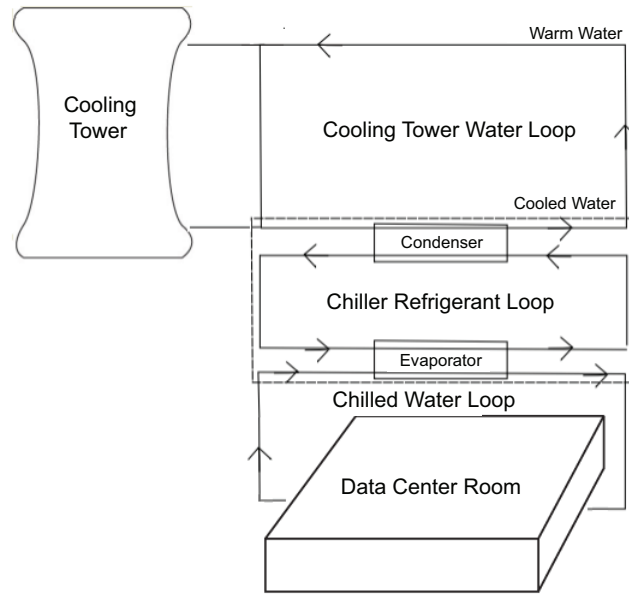 Warm Water
Cooling
Tower
Cooling Tower Water Loop
Cooled Water
Condenser
Chiller Refrigerant Loop
Evaporator
Chilled Water Loop
Data Center Room